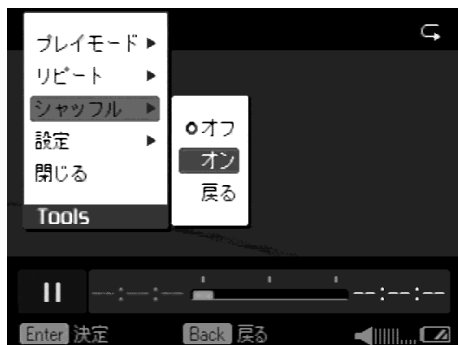 プレイモード
リピート
シャッフル
設定
閉じる
Tools
オフ
オン
戻る
--:--:--
--:--:--
Enter 決定
Back 戻る